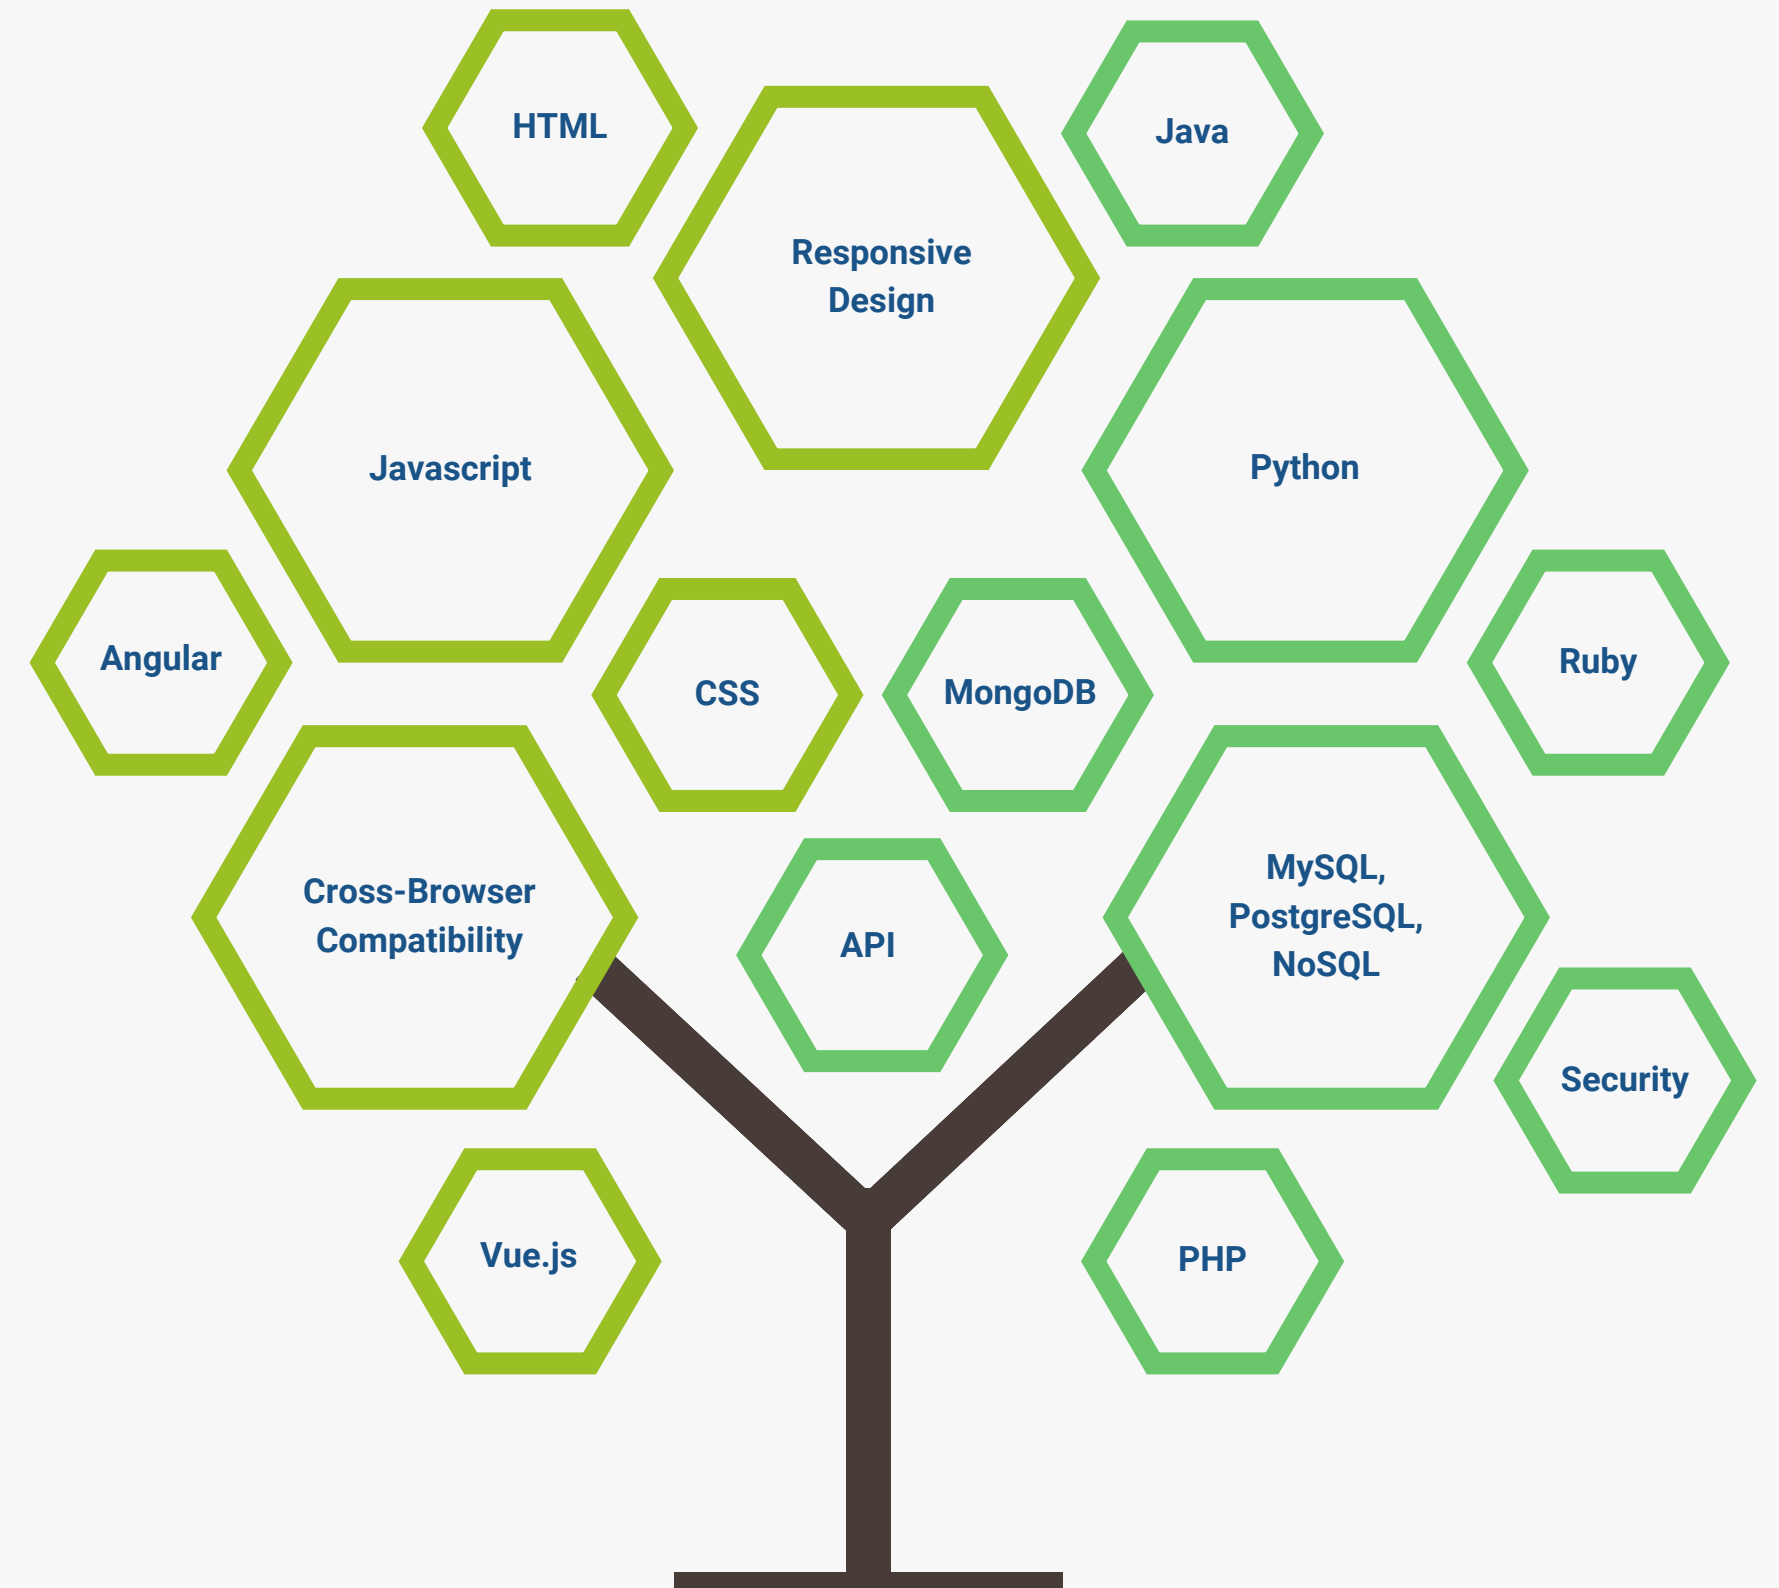 HTML
Java
Responsive
Design
Javascript
Python
Angular
CSS
MongoDB
Ruby
Cross-Browser
Compatibility
API
MySQL,
PostgreSQL,
NoSQL
Security
Vue.js
PHP